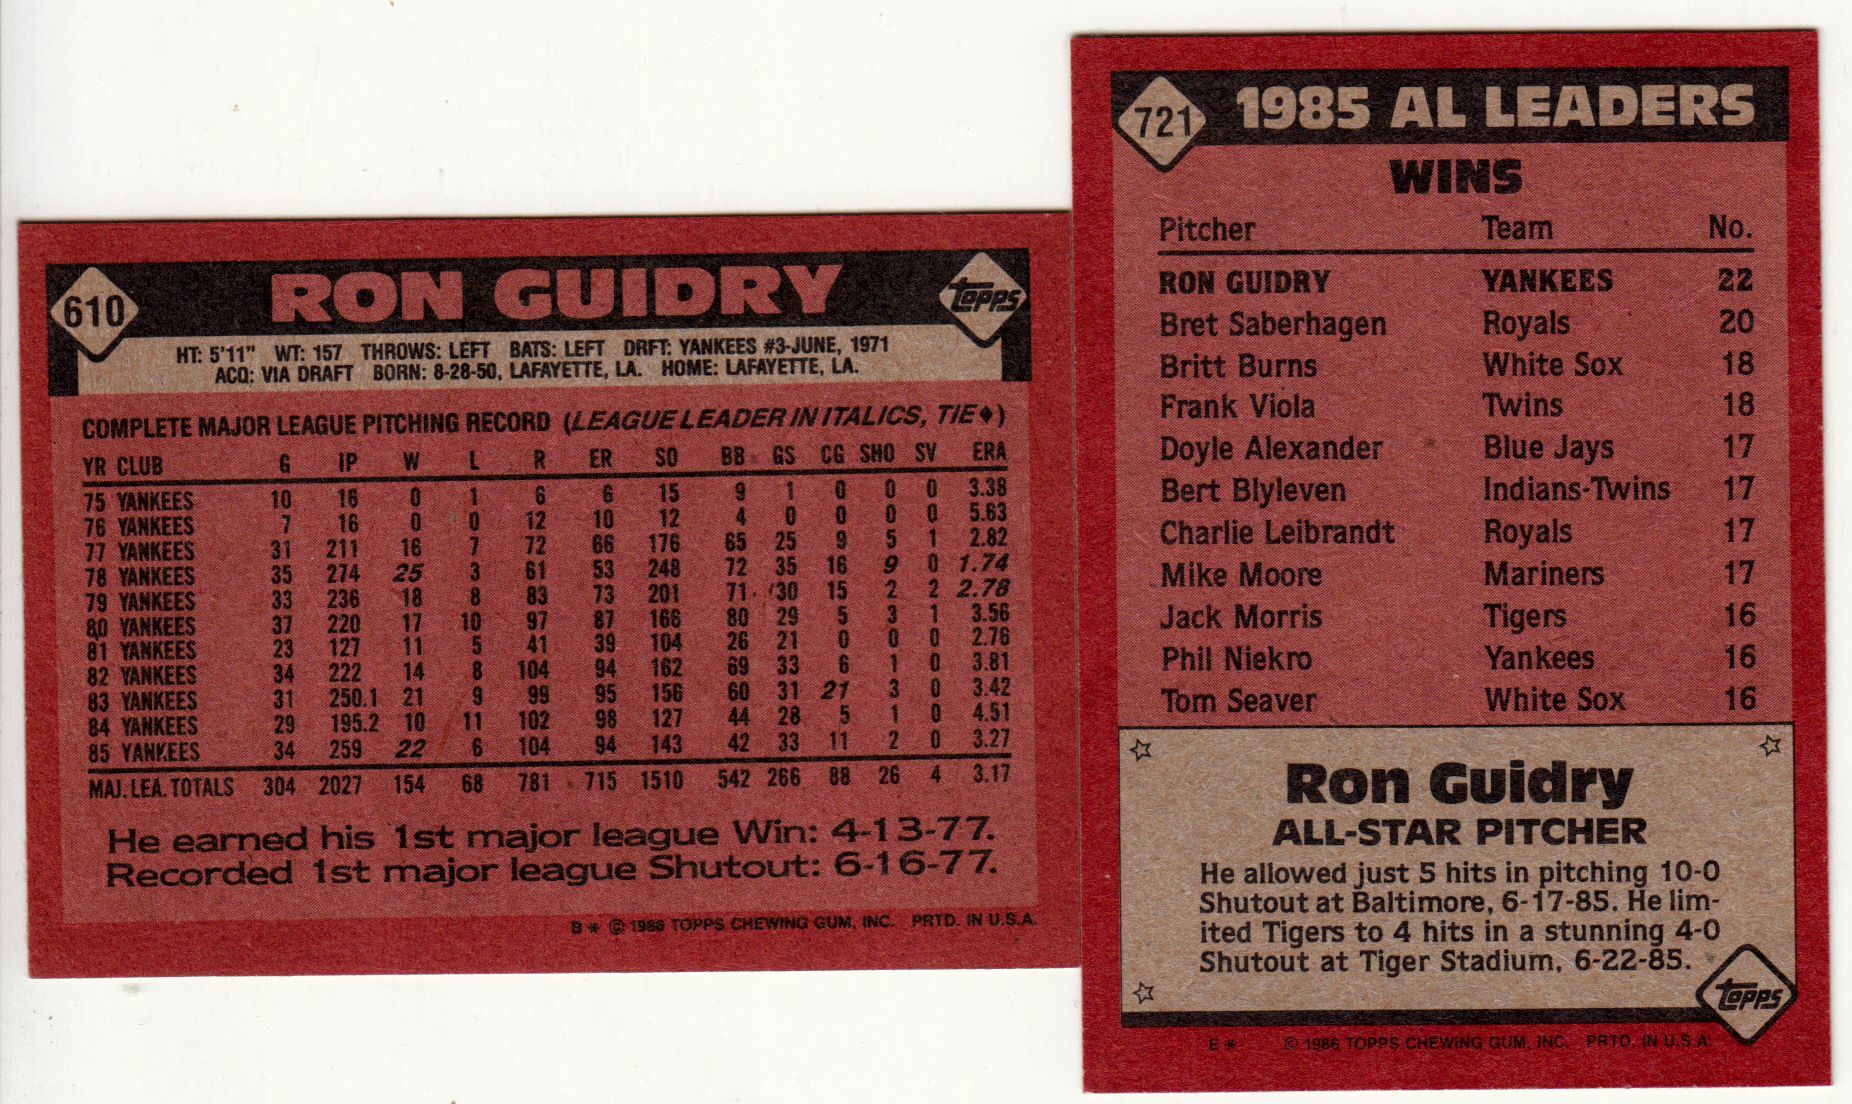 610
RON GUIDRY
topps
HT: 5'11" WT: 157 THROWS: LEFT BATS: LEFT DRFT: YANKEES #3-JUNE, 1971
ACQ: VIA DRAFT BORN: 8-28-50, LAFAYETTE, LA. HOME: LAFAYETTE, LA.
COMPLETE MAJOR LEAGUE PITCHING RECORD (LEAGUE LEADER IN ITALICS, TIE♦)
YR CLUB G IP W L R ER SO BB GS CG SHO SV ERA
75 YANKEES 10 16 0 1 6 6 15 9 1 0 0 0 3.38
76 YANKEES 7 16 0 0 12 10 12 4 0 0 0 0 5.63
77 YANKEES 31 211 16 7 72 66 176 65 25 9 5 1 2.82
78 YANKEES 35 274 25 3 61 53 248 72 35 16 9 0 1.74
79 YANKEES 33 236 18 8 83 73 201 71 30 15 2 2 2.78
80 YANKEES 37 220 17 10 97 87 166 80 29 5 3 1 3.56
81 YANKEES 23 127 11 5 41 39 104 26 21 0 0 0 2.76
82 YANKEES 34 222 14 8 104 94 162 69 33 6 1 0 3.81
83 YANKEES 31 250.1 21 9 99 95 156 60 31 21 3 0 3.42
84 YANKEES 29 195.2 10 11 102 98 127 44 28 5 1 0 4.51
85 YANKEES 34 259 22 6 104 94 143 42 33 11 2 0 3.27
MAJ. LEA. TOTALS 304 2027 154 68 781 715 1510 542 266 88 26 4 3.17
He earned his 1st major league Win: 4-13-77.
Recorded 1st major league Shutout: 6-16-77.
B * © 1986 TOPPS CHEWING GUM, INC. PRTD. IN U.S.A.
721
1985 AL LEADERS
WINS
Pitcher Team No.
RON GUIDRY YANKEES 22
Bret Saberhagen Royals 20
Britt Burns White Sox 18
Frank Viola Twins 18
Doyle Alexander Blue Jays 17
Bert Blyleven Indians-Twins 17
Charlie Leibrandt Royals 17
Mike Moore Mariners 17
Jack Morris Tigers 16
Phil Niekro Yankees 16
Tom Seaver White Sox 16
Ron Guidry
ALL-STAR PITCHER
He allowed just 5 hits in pitching 10-0
Shutout at Baltimore, 6-17-85. He lim-
ited Tigers to 4 hits in a stunning 4-0
Shutout at Tiger Stadium, 6-22-85.
topps
E * © 1986 TOPPS CHEWING GUM, INC. PRTD. IN U.S.A.